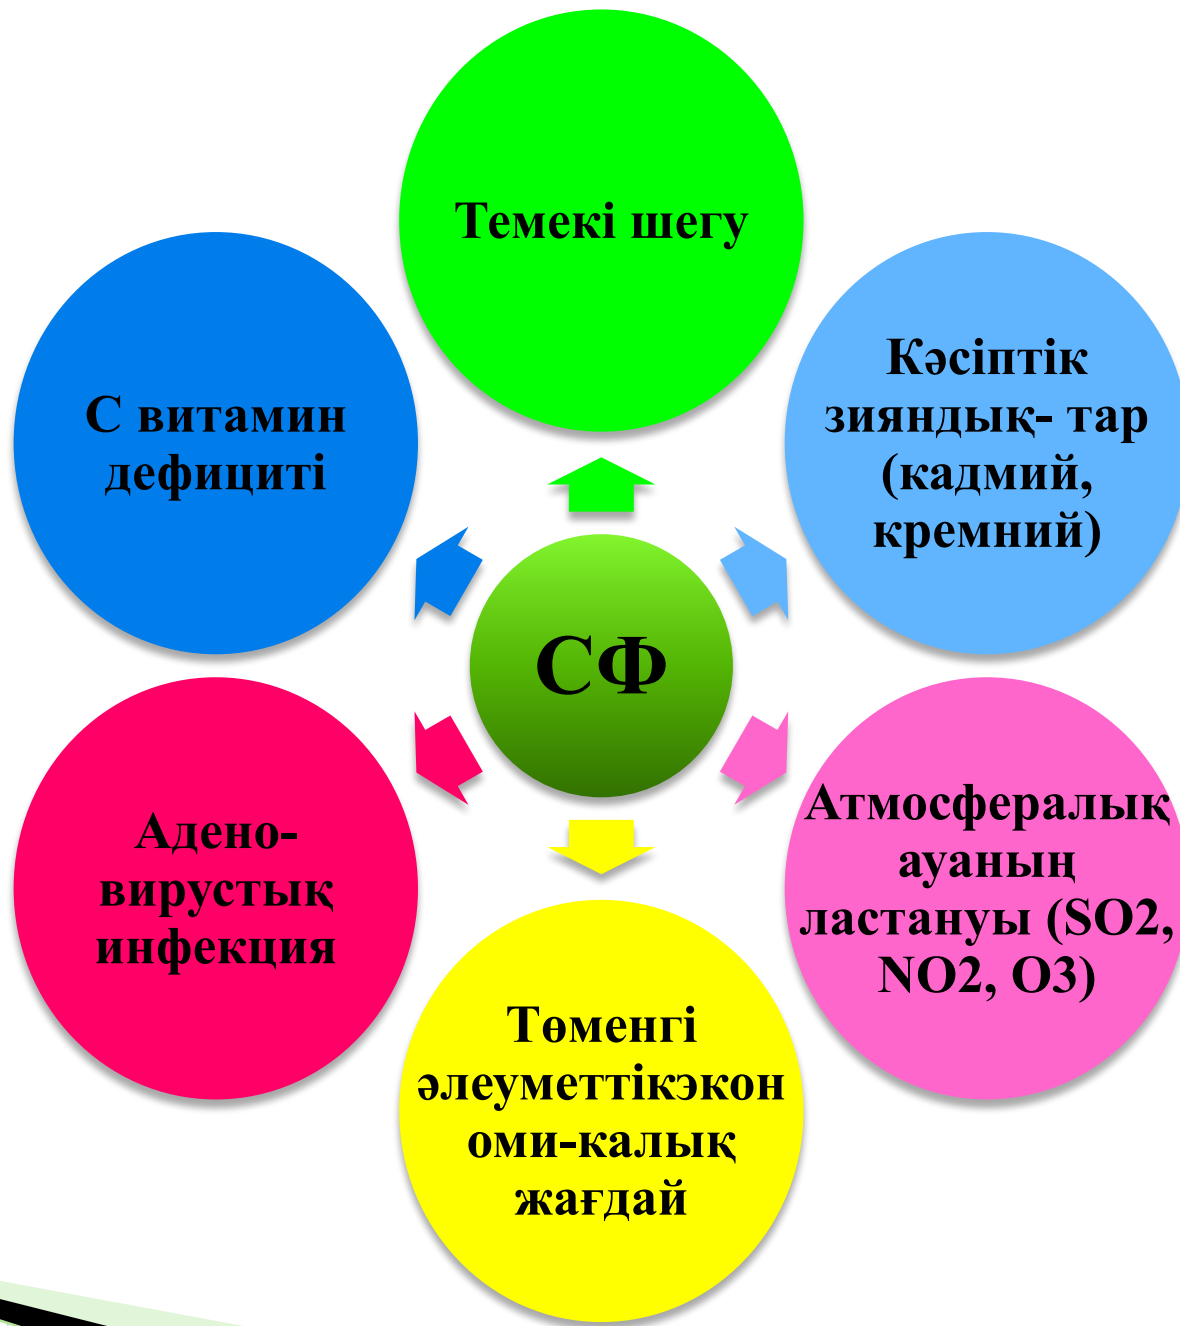 Темекі шегу
Кәсіптік
зияндық- тар
(кадмий,
кремний)
Атмосфералық
ауаның
ластануы (SO2,
NO2, O3)
Төменгі
әлеуметтікэкон
оми-калық
жағдай
Адено-
вирустық
инфекция
С витамин
дефициті
СФ